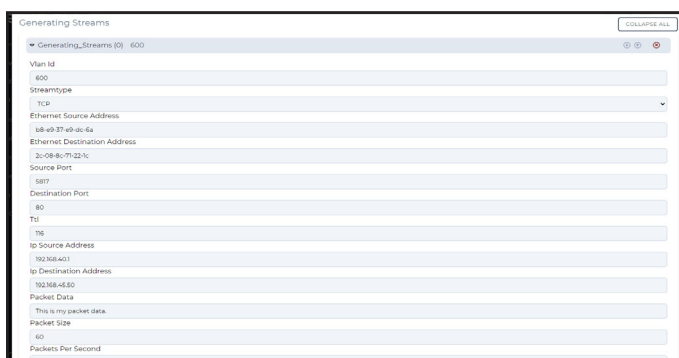 Generating Streams
COLLAPSE ALL
Generating_Streams (0) 600
Vlan Id
600
Streamtype
TCP
Ethernet Source Address
b8-e9-37-e9-dc-6a
Ethernet Destination Address
2c-08-8c-71-22-1c
Source Port
5817
Destination Port
80
Ttl
116
Ip Source Address
192.168.40.1
Ip Destination Address
192.168.45.50
Packet Data
This is my packet data.
Packet Size
60
Packets Per Second